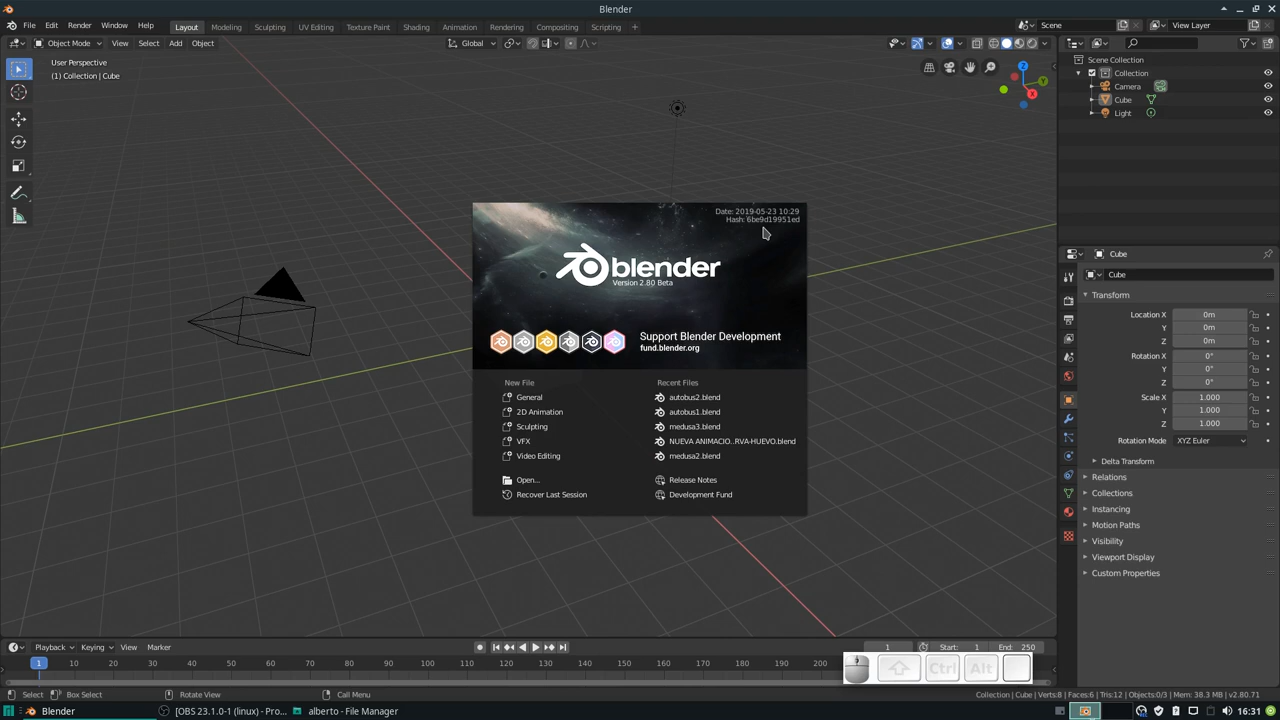 Blender
File Edit Render Window Help
Layout Modeling Sculpting UV Editing Texture Paint Shading Animation Rendering Compositing Scripting +
Scene
View Layer
Object Mode View Select Add Object
Global
User Perspective
(1) Collection | Cube
Z
Y
X
Scene Collection
Collection
Camera
Cube
Light
Date: 2019-05-23 10:29
Hash: 6be9d19951ed
blender
Version 2.80 Beta
Support Blender Development
fund.blender.org
New File
General
2D Animation
Sculpting
VFX
Video Editing
Open...
Recover Last Session
Recent Files
autobus2.blend
autobus1.blend
medusa3.blend
NUEVA ANIMACIO..RVA-HUEVO.blend
medusa2.blend
Release Notes
Development Fund
Cube
Cube
Transform
Location X 0m
Y 0m
Z 0m
Rotation X 0°
Y 0°
Z 0°
Scale X 1.000
Y 1.000
Z 1.000
Rotation Mode XYZ Euler
Delta Transform
Relations
Collections
Instancing
Motion Paths
Visibility
Viewport Display
Custom Properties
Playback Keying View Marker
1 Start: 1 End: 250
1 10 20 30 40 50 60 70 80 90 100 110 120 130 140 150 160 170 180 190 200
Ctrl Alt
Select Box Select Rotate View Call Menu
Collection | Cube | Verts:8 | Faces:6 | Tris:12 | Objects:0/3 | Mem: 38.3 MB | v2.80.71
Blender [OBS 23.1.0-1 (linux) - Pro... alberto - File Manager 16:31